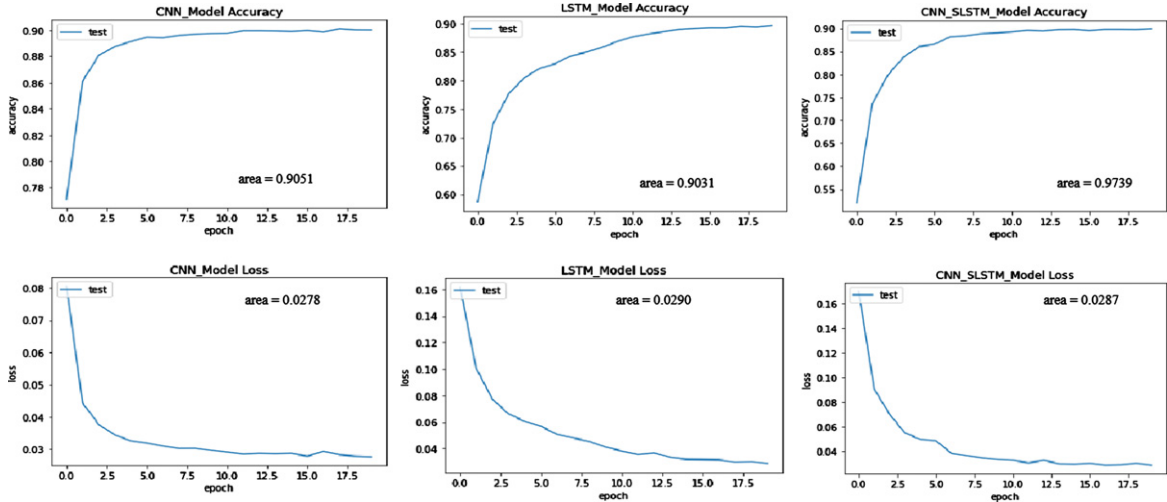 CNN_Model Accuracy
accuracy
0.90
0.88
0.86
0.84
0.82
0.80
0.78
test
area = 0.9051
0.0 2.5 5.0 7.5 10.0 12.5 15.0 17.5
epoch
LSTM_Model Accuracy
accuracy
0.90
0.85
0.80
0.75
0.70
0.65
0.60
test
area = 0.9031
0.0 2.5 5.0 7.5 10.0 12.5 15.0 17.5
epoch
CNN_SLSTM_Model Accuracy
accuracy
0.90
0.85
0.80
0.75
0.70
0.65
0.60
0.55
test
area = 0.9739
0.0 2.5 5.0 7.5 10.0 12.5 15.0 17.5
epoch
CNN_Model Loss
loss
0.08
0.07
0.06
0.05
0.04
0.03
test
area = 0.0278
0.0 2.5 5.0 7.5 10.0 12.5 15.0 17.5
epoch
LSTM_Model Loss
loss
0.16
0.14
0.12
0.10
0.08
0.06
0.04
test
area = 0.0290
0.0 2.5 5.0 7.5 10.0 12.5 15.0 17.5
epoch
CNN_SLSTM_Model Loss
loss
0.16
0.14
0.12
0.10
0.08
0.06
0.04
test
area = 0.0287
0.0 2.5 5.0 7.5 10.0 12.5 15.0 17.5
epoch